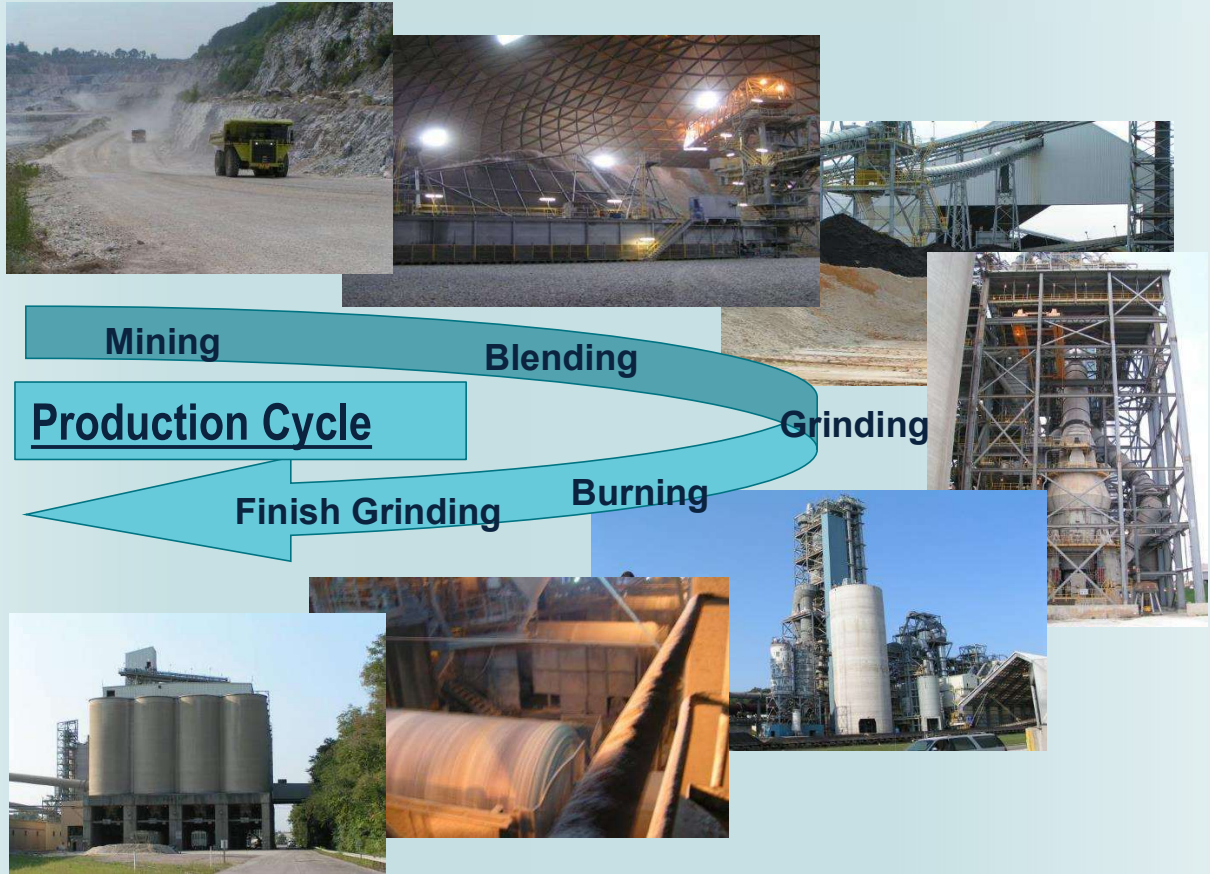 Mining
Blending
Production Cycle
Grinding
Burning
Finish Grinding